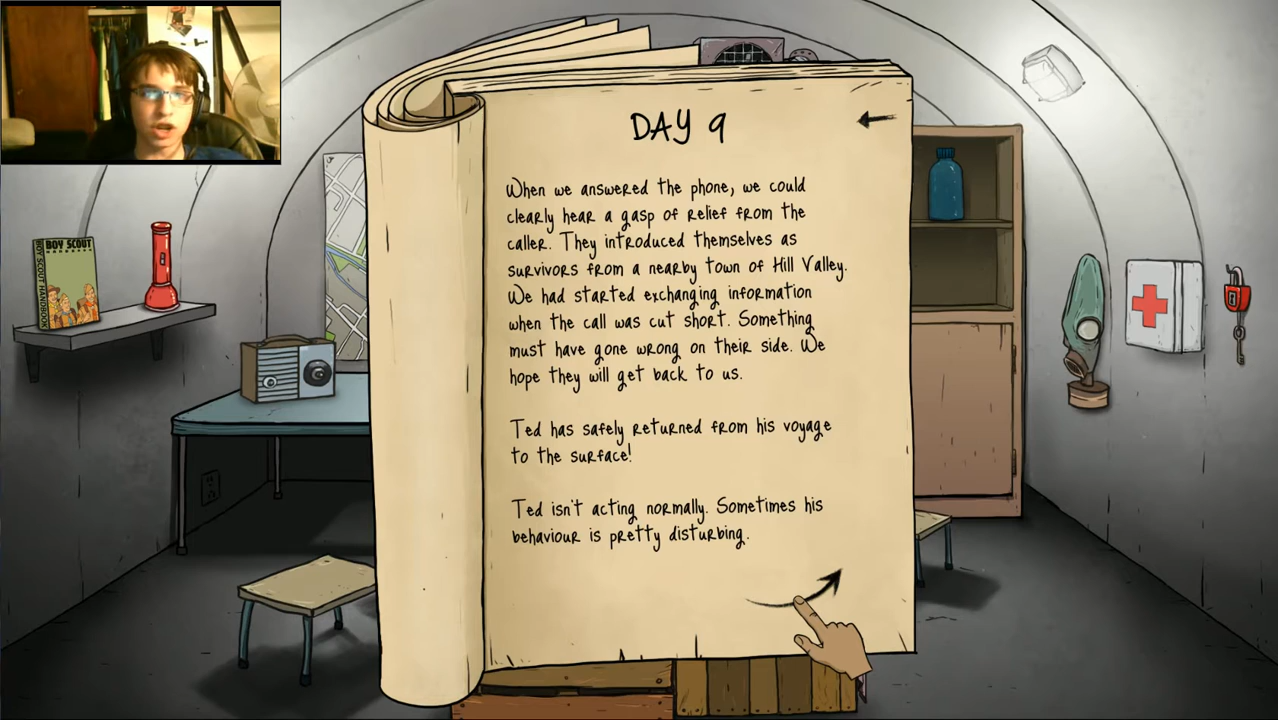 DAY 9
When we answered the phone, we could
clearly hear a gasp of relief from the
caller. They introduced themselves as
survivors from a nearby town of Hill Valley.
We had started exchanging information
when the call was cut short. Something
must have gone wrong on their side. We
hope they will get back to us.
Ted has safely returned from his voyage
to the surface!
Ted isn't acting normally. Sometimes his
behaviour is pretty disturbing.
BOY SCOUT
BOY SCOUT HANDBOOK